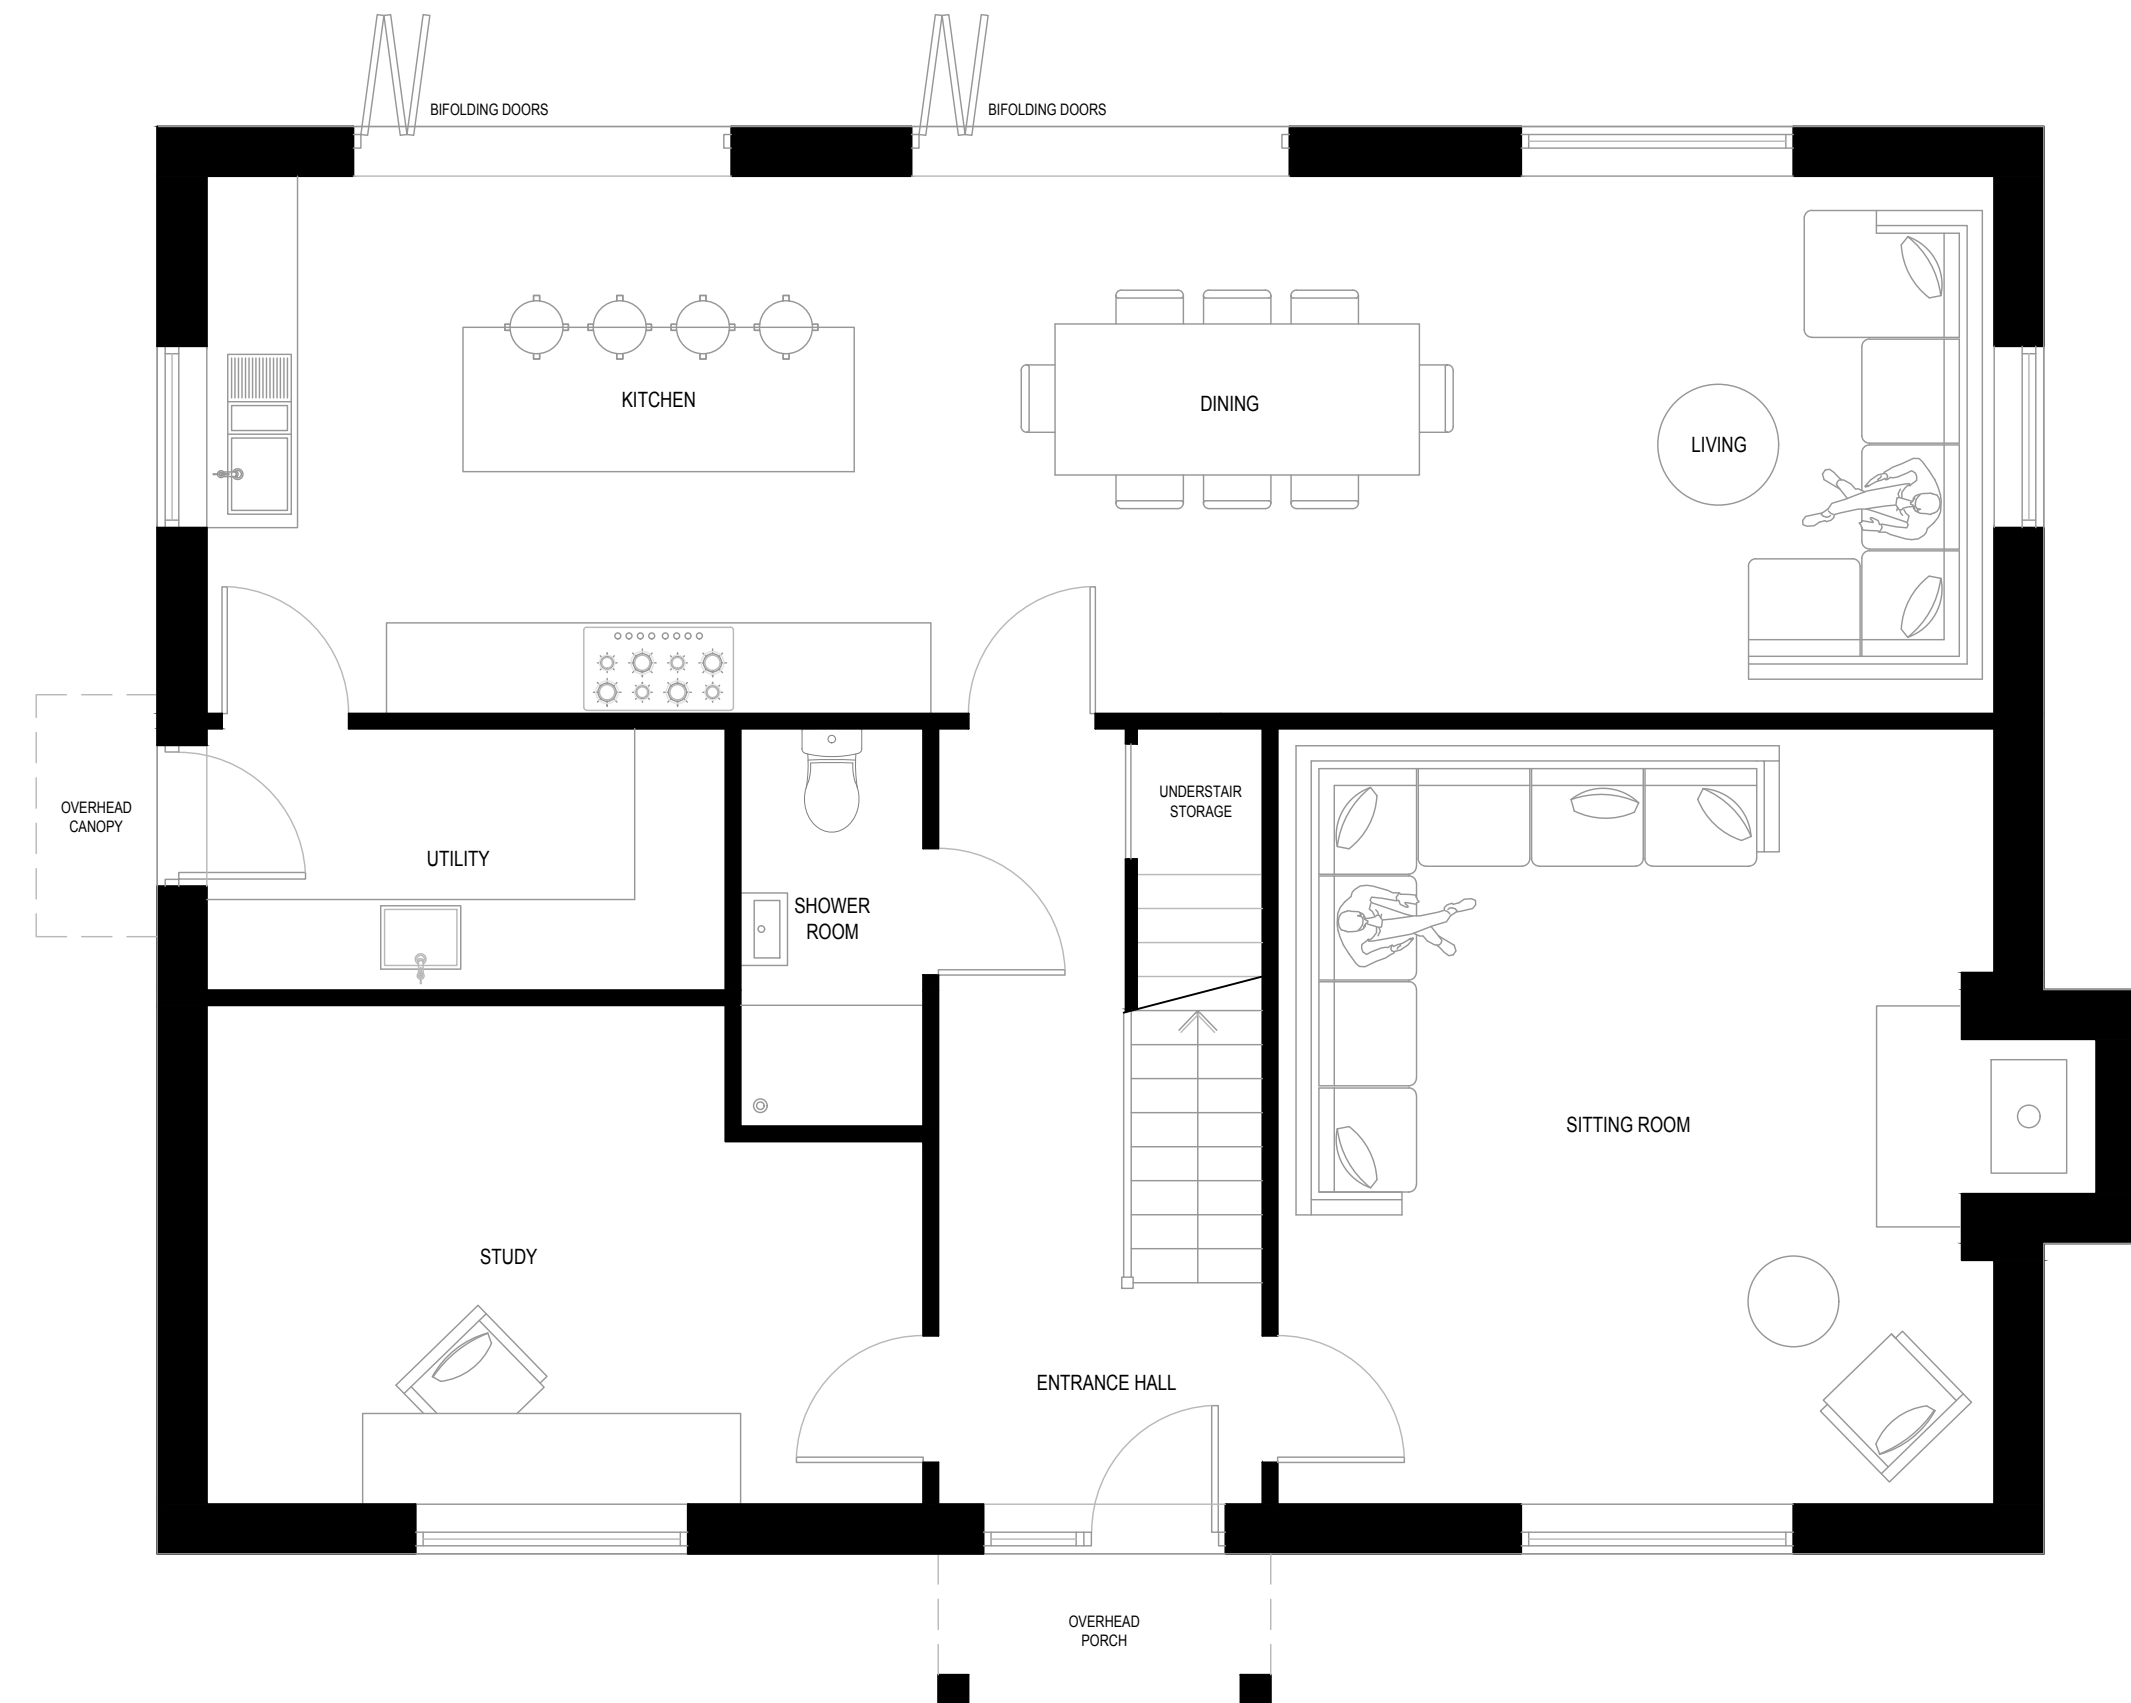 BIFOLDING DOORS
BIFOLDING DOORS
KITCHEN
DINING
LIVING
OVERHEAD
CANOPY
UTILITY
SHOWER
ROOM
UNDERSTAIR
STORAGE
SITTING ROOM
STUDY
ENTRANCE HALL
OVERHEAD
PORCH